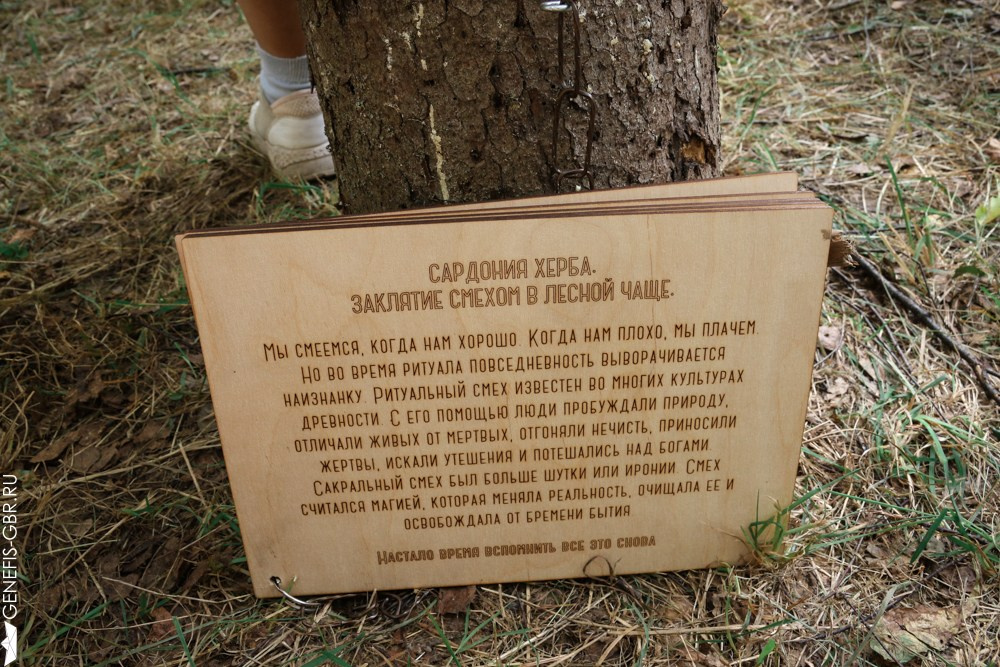 САРДОНИЯ ХЕРБА.
ЗАКЛЯТИЕ СМЕХОМ В ЛЕСНОЙ ЧАЩЕ.
Мы смеемся, когда нам хорошо. Когда нам плохо, мы плачем.
Но во время ритуала повседневность выворачивается
наизнанку. Ритуальный смех известен во многих культурах
древности. С его помощью люди пробуждали природу,
отличали живых от мертвых, отгоняли нечисть, приносили
жертвы, искали утешения и потешались над богами.
Сакральный смех был больше шутки или иронии. Смех
считался магией, которая меняла реальность, очищала ее и
освобождала от бремени бытия.
Настало время вспомнить все это снова
GENEFIS-GBR.RU